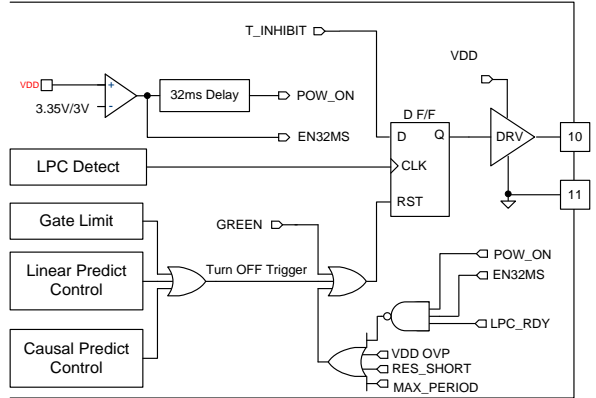 T_INHIBIT
VDD
VDD
+
3.35V/3V
-
32ms Delay
POW_ON
EN32MS
D F/F
D
Q
CLK
RST
DRV
10
11
LPC Detect
Gate Limit
GREEN
Linear Predict
Control
Turn OFF Trigger
Causal Predict
Control
POW_ON
EN32MS
LPC_RDY
VDD OVP
RES_SHORT
MAX_PERIOD